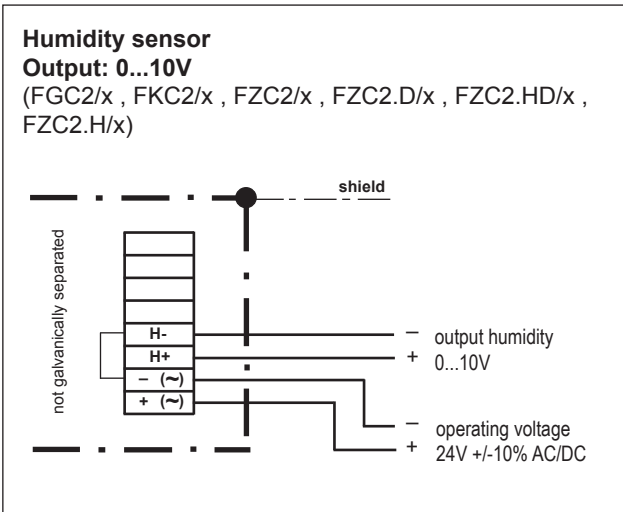 Humidity sensor
Output: 0...10V
(FGC2/x , FKC2/x , FZC2/x , FZC2.D/x , FZC2.HD/x ,
FZC2.H/x)
shield
not galvanically separated
H-
H+
– (~)
+ (~)
– output humidity
+ 0...10V
– operating voltage
+ 24V +/-10% AC/DC